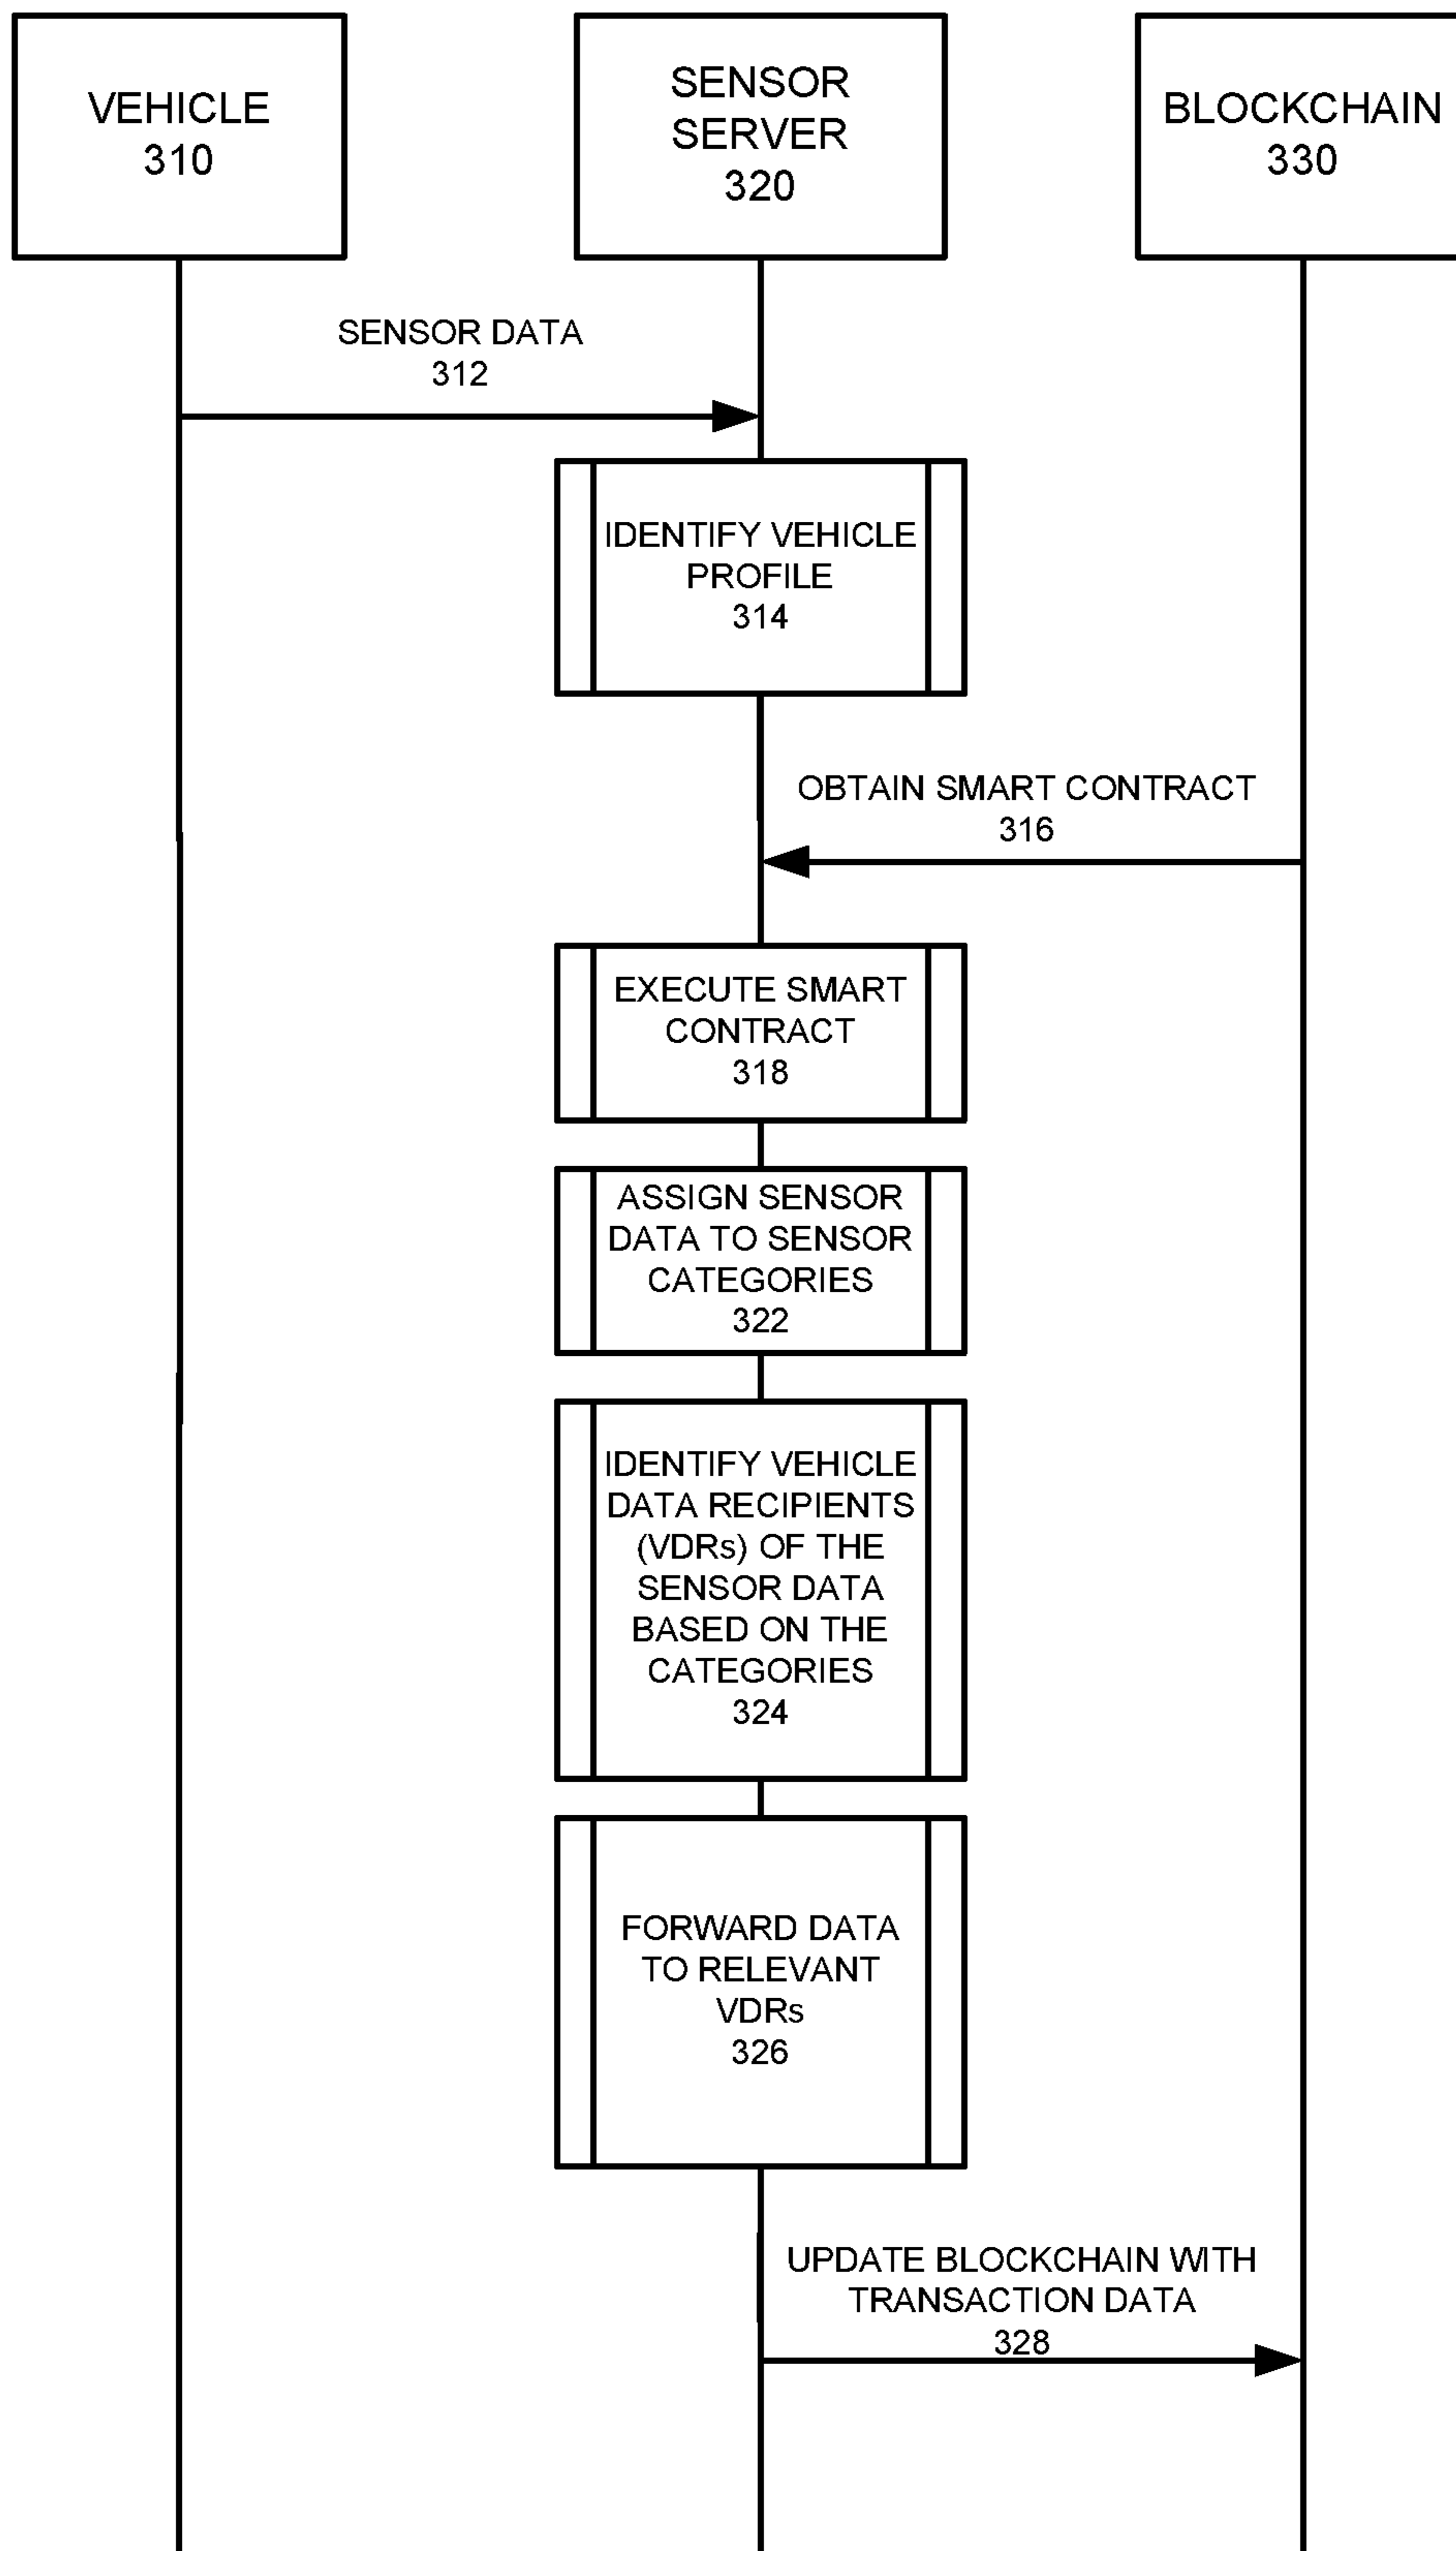 VEHICLE
310
SENSOR
SERVER
320
BLOCKCHAIN
330
SENSOR DATA
312
IDENTIFY VEHICLE
PROFILE
314
OBTAIN SMART CONTRACT
316
EXECUTE SMART
CONTRACT
318
ASSIGN SENSOR
DATA TO SENSOR
CATEGORIES
322
IDENTIFY VEHICLE
DATA RECIPIENTS
(VDRs) OF THE
SENSOR DATA
BASED ON THE
CATEGORIES
324
FORWARD DATA
TO RELEVANT
VDRs
326
UPDATE BLOCKCHAIN WITH
TRANSACTION DATA
328